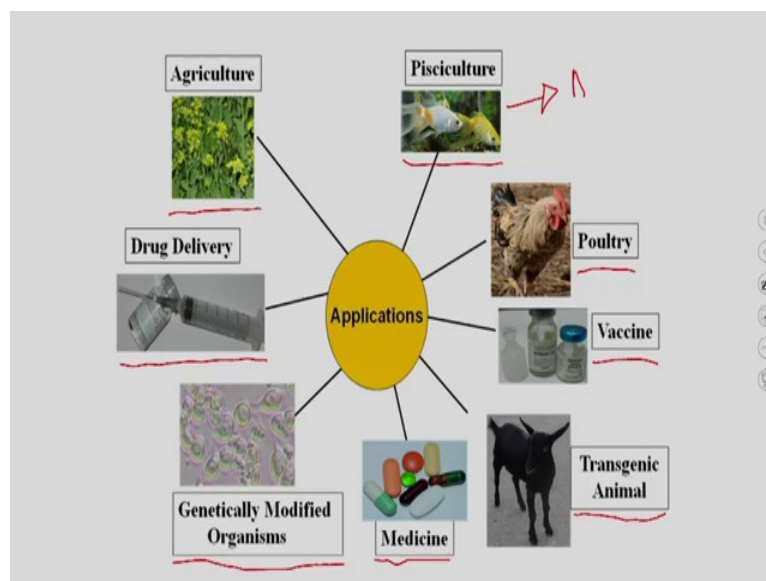 Agriculture
Pisciculture
Drug Delivery
Poultry
Applications
Vaccine
Genetically Modified
Organisms
Medicine
Transgenic
Animal